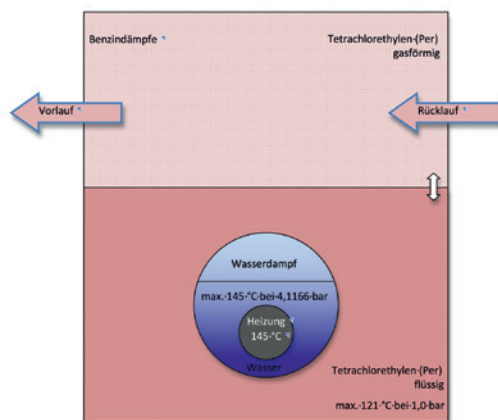 Benzindämpfe
Tetrachlorethylen·(Per)
gasförmig
Vorlauf
Rücklauf
Wasserdampf
max.·145·°C·bei·4,1166·bar
Heizung
145·°C
Wasser
Tetrachlorethylen·(Per)
flüssig
max.·121·°C·bei·1,0·bar